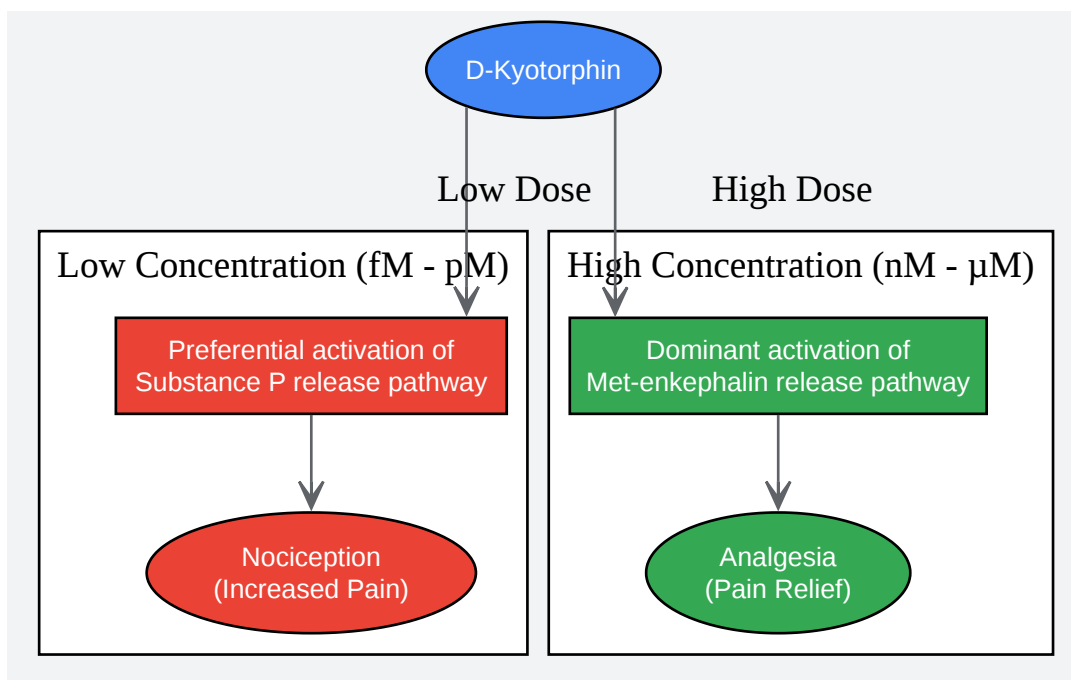 D-Kyotorphin
Low Dose
High Dose
Low Concentration (fM - pM)
High Concentration (nM - µM)
Preferential activation of
Substance P release pathway
Dominant activation of
Met-enkephalin release pathway
Nociception
(Increased Pain)
Analgesia
(Pain Relief)